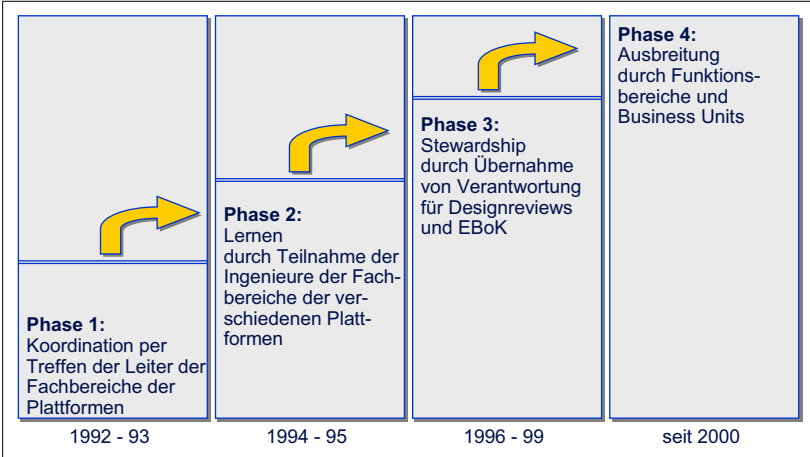 Phase 1:
Koordination per
Treffen der Leiter der
Fachbereiche der
Plattformen
1992 - 93
Phase 2:
Lernen
durch Teilnahme der
Ingenieure der Fach-
bereiche der ver-
schiedenen Platt-
formen
1994 - 95
Phase 3:
Stewardship
durch Übernahme
von Verantwortung
für Designreviews
und EBoK
1996 - 99
Phase 4:
Ausbreitung
durch Funktions-
bereiche und
Business Units
seit 2000